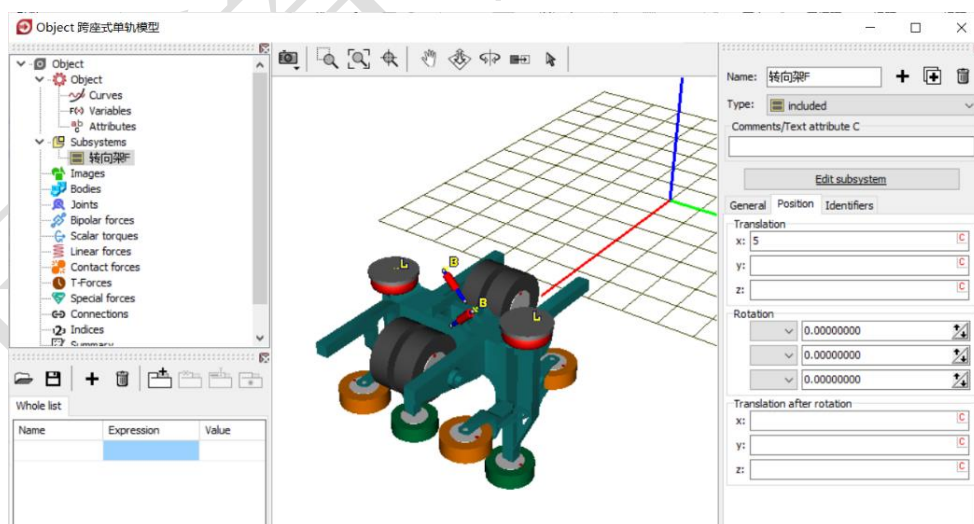 Object 跨座式单轨模型
Object
Object
Curves
Variables
Attributes
Subsystems
转向架F
Images
Bodies
Joints
Bipolar forces
Scalar torques
Linear forces
Contact forces
T-Forces
Special forces
Connections
Indices
Summary
Whole list
Name Expression Value
L
B
B
L
Name: 转向架F
Type: included
Comments/Text attribute C
Edit subsystem
General Position Identifiers
Translation
x: 5 C
y: C
z: C
Rotation
0.00000000
0.00000000
0.00000000
Translation after rotation
x: C
y: C
z: C